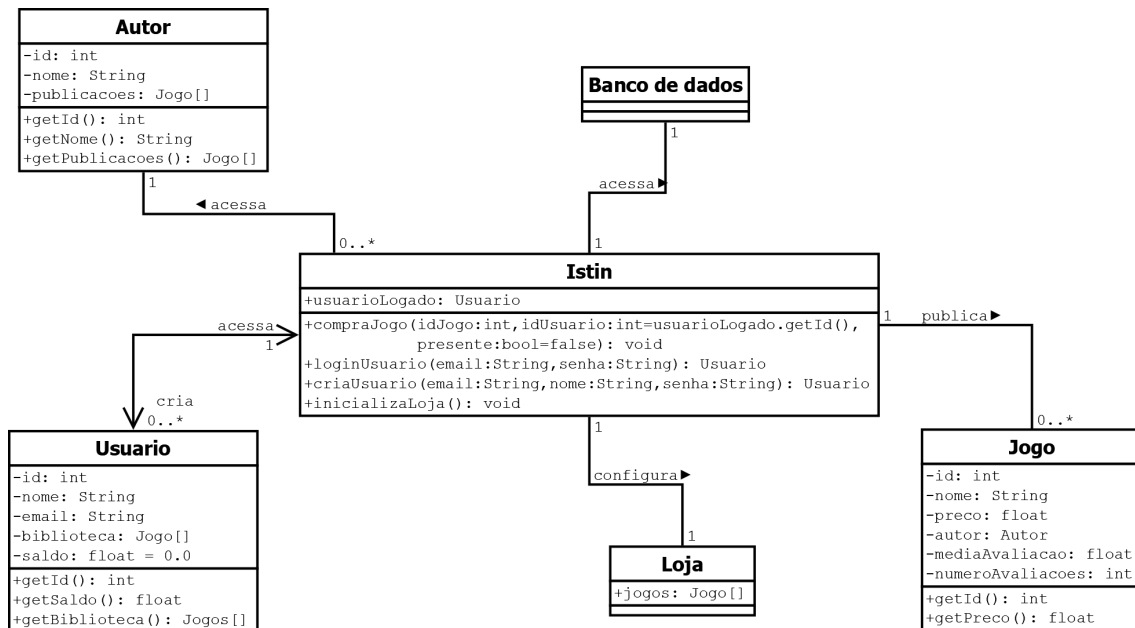 Autor
-id: int
-nome: String
-publicacoes: Jogo[]
+getId(): int
+getNome(): String
+getPublicacoes(): Jogo[]
1
◄ acessa
0..*
Banco de dados
1
acessa►
1
Istin
+usuarioLogado: Usuario
+compraJogo(idJogo:int,idUsuario:int=usuarioLogado.getId(),
presente:bool=false): void
+loginUsuario(email:String,senha:String): Usuario
+criaUsuario(email:String,nome:String,senha:String): Usuario
+inicializaLoja(): void
acessa
1
cria
0..*
1 publica►
0..*
1
configura►
1
Usuario
-id: int
-nome: String
-email: String
-biblioteca: Jogo[]
-saldo: float = 0.0
+getId(): int
+getSaldo(): float
+getBiblioteca(): Jogos[]
Loja
+jogos: Jogo[]
Jogo
-id: int
-nome: String
-preco: float
-autor: Autor
-mediaAvaliacao: float
-numeroAvaliacoes: int
+getId(): int
+getPreco(): float